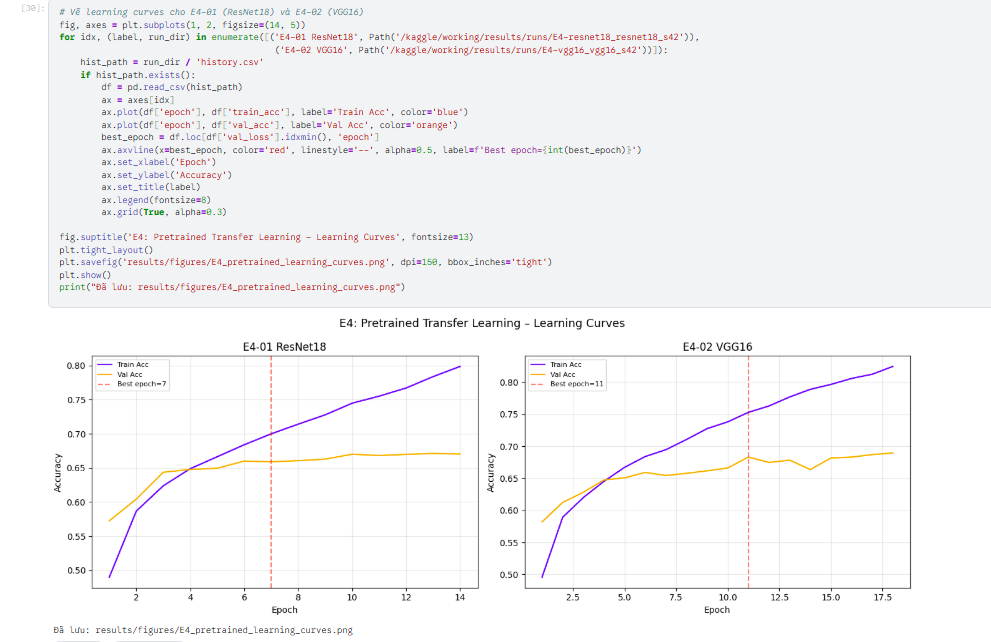 [30]:
# Vẽ learning curves cho E4-01 (ResNet18) và E4-02 (VGG16)
fig, axes = plt.subplots(1, 2, figsize=(14, 5))
for idx, (label, run_dir) in enumerate([('E4-01 ResNet18', Path('/kaggle/working/results/runs/E4-resnet18_resnet18_s42')),
('E4-02 VGG16', Path('/kaggle/working/results/runs/E4-vgg16_vgg16_s42'))]):
hist_path = run_dir / 'history.csv'
if hist_path.exists():
df = pd.read_csv(hist_path)
ax = axes[idx]
ax.plot(df['epoch'], df['train_acc'], label='Train Acc', color='blue')
ax.plot(df['epoch'], df['val_acc'], label='Val Acc', color='orange')
best_epoch = df.loc[df['val_loss'].idxmin(), 'epoch']
ax.axvline(x=best_epoch, color='red', linestyle='--', alpha=0.5, label=f'Best epoch={int(best_epoch)}')
ax.set_xlabel('Epoch')
ax.set_ylabel('Accuracy')
ax.set_title(label)
ax.legend(fontsize=8)
ax.grid(True, alpha=0.3)
fig.suptitle('E4: Pretrained Transfer Learning – Learning Curves', fontsize=13)
plt.tight_layout()
plt.savefig('results/figures/E4_pretrained_learning_curves.png', dpi=150, bbox_inches='tight')
plt.show()
print("Đã lưu: results/figures/E4_pretrained_learning_curves.png")
E4: Pretrained Transfer Learning – Learning Curves
E4-01 ResNet18
Train Acc
Val Acc
Best epoch=7
0.80
0.75
0.70
0.65
0.60
0.55
0.50
Accuracy
2 4 6 8 10 12 14
Epoch
E4-02 VGG16
Train Acc
Val Acc
Best epoch=11
0.80
0.75
0.70
0.65
0.60
0.55
0.50
Accuracy
2.5 5.0 7.5 10.0 12.5 15.0 17.5
Epoch
Đã lưu: results/figures/E4_pretrained_learning_curves.png